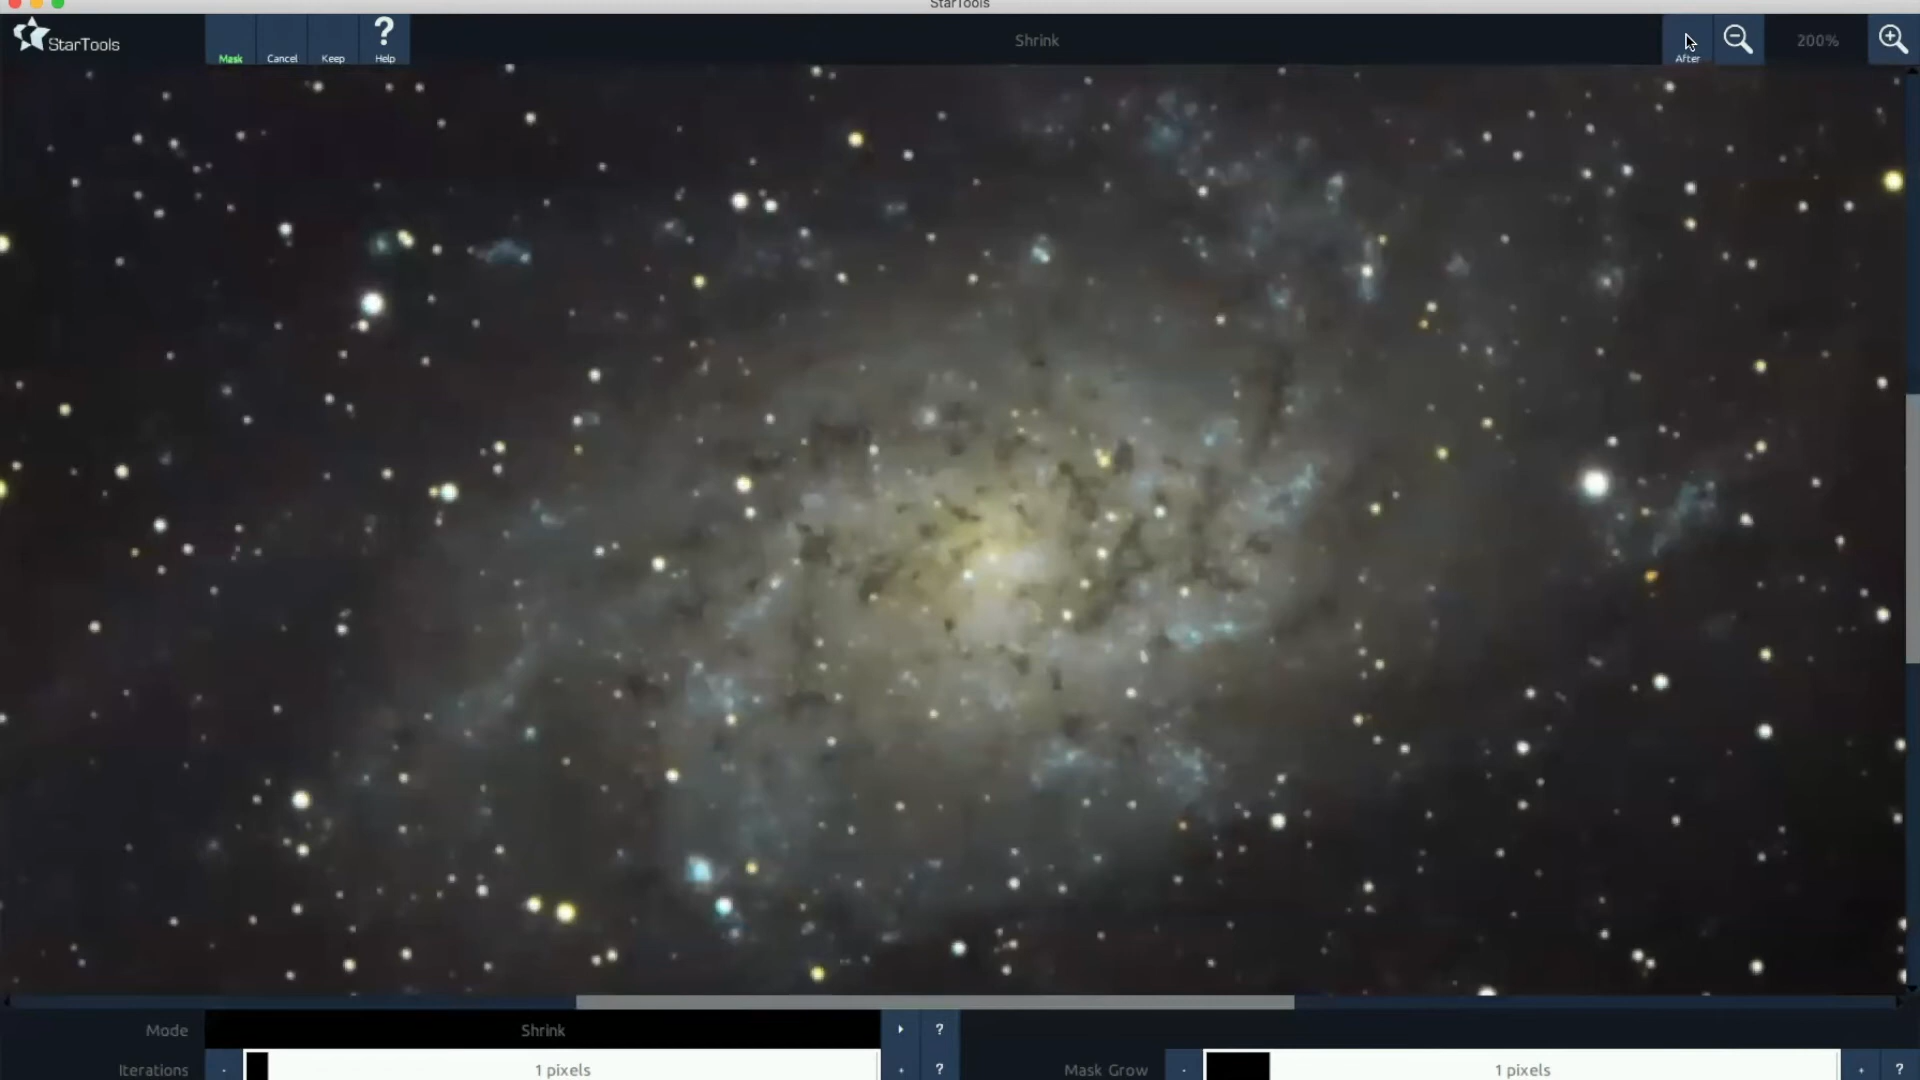 StarTools
StarTools
Mask
Cancel
Keep
?
Help
Shrink
After
200%
Mode
Shrink
?
Iterations
-
1 pixels
+
?
Mask Grow
-
1 pixels
+
?